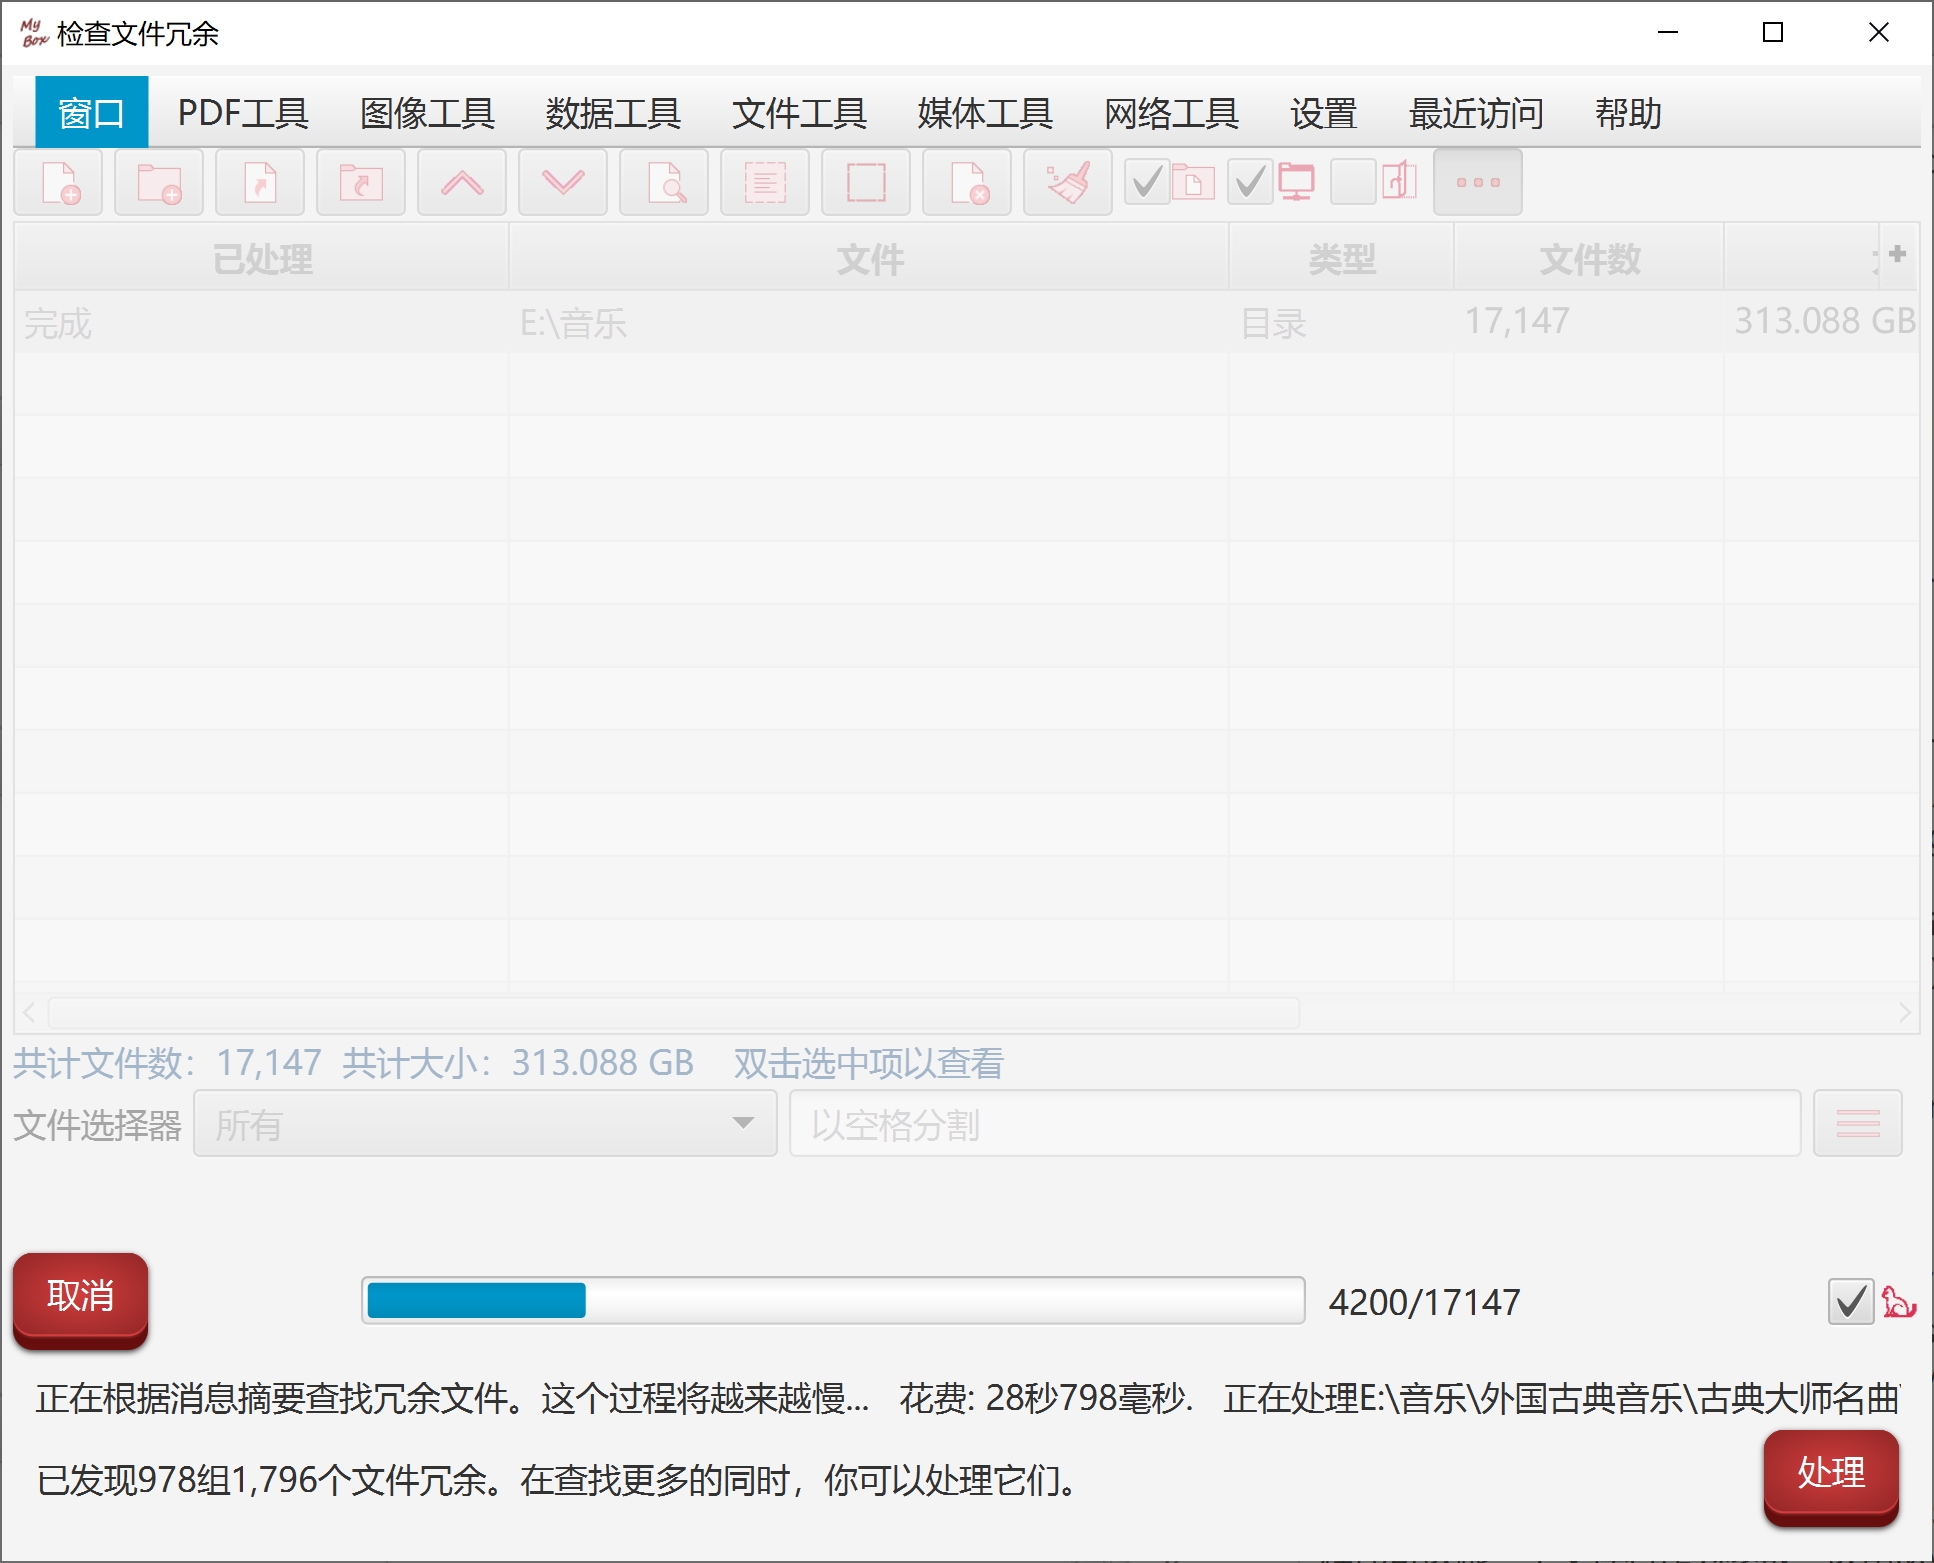 My Box 检查文件冗余
窗口 PDF工具 图像工具 数据工具 文件工具 媒体工具 网络工具 设置 最近访问 帮助
已处理 文件 类型 文件数
完成 E:\音乐 目录 17,147 313.088 GB
共计文件数：17,147 共计大小：313.088 GB 双击选中项以查看
文件选择器 所有 以空格分割
取消 4200/17147
正在根据消息摘要查找冗余文件。这个过程将越来越慢... 花费: 28秒798毫秒. 正在处理E:\音乐\外国古典音乐\古典大师名曲
已发现978组1,796个文件冗余。在查找更多的同时，你可以处理它们。
处理